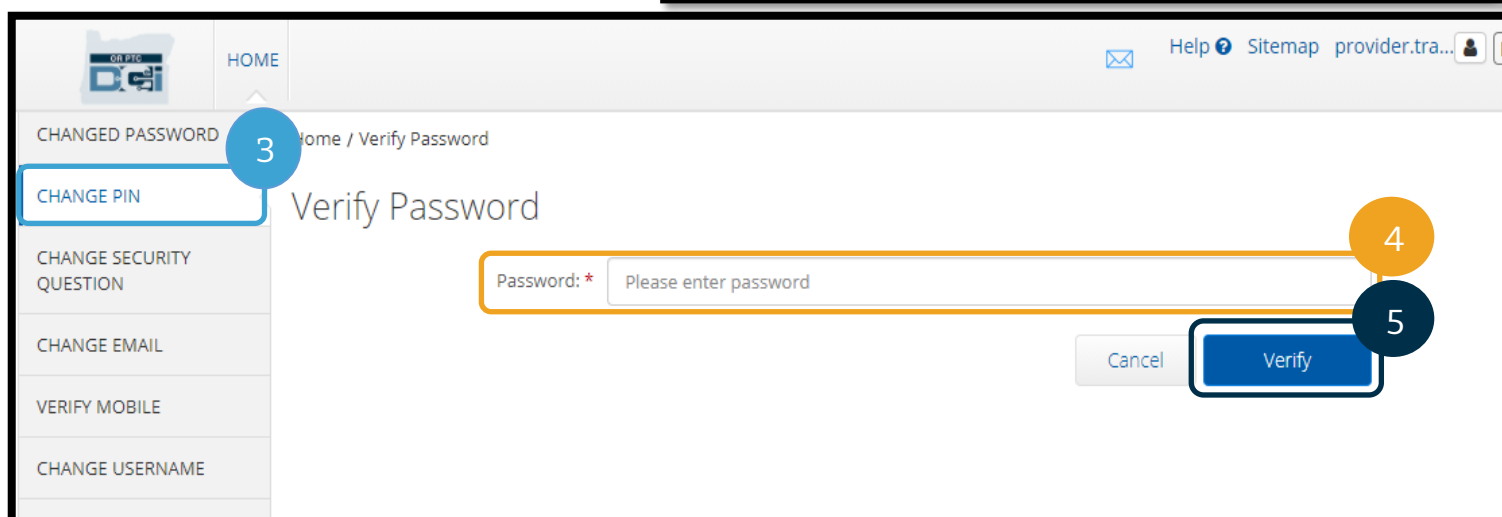 OR PTC
DCi
HOME
Help ? Sitemap provider.tra...
CHANGED PASSWORD
3
Home / Verify Password
CHANGE PIN
Verify Password
4
CHANGE SECURITY
QUESTION
Password: * Please enter password
5
CHANGE EMAIL
Cancel Verify
VERIFY MOBILE
CHANGE USERNAME